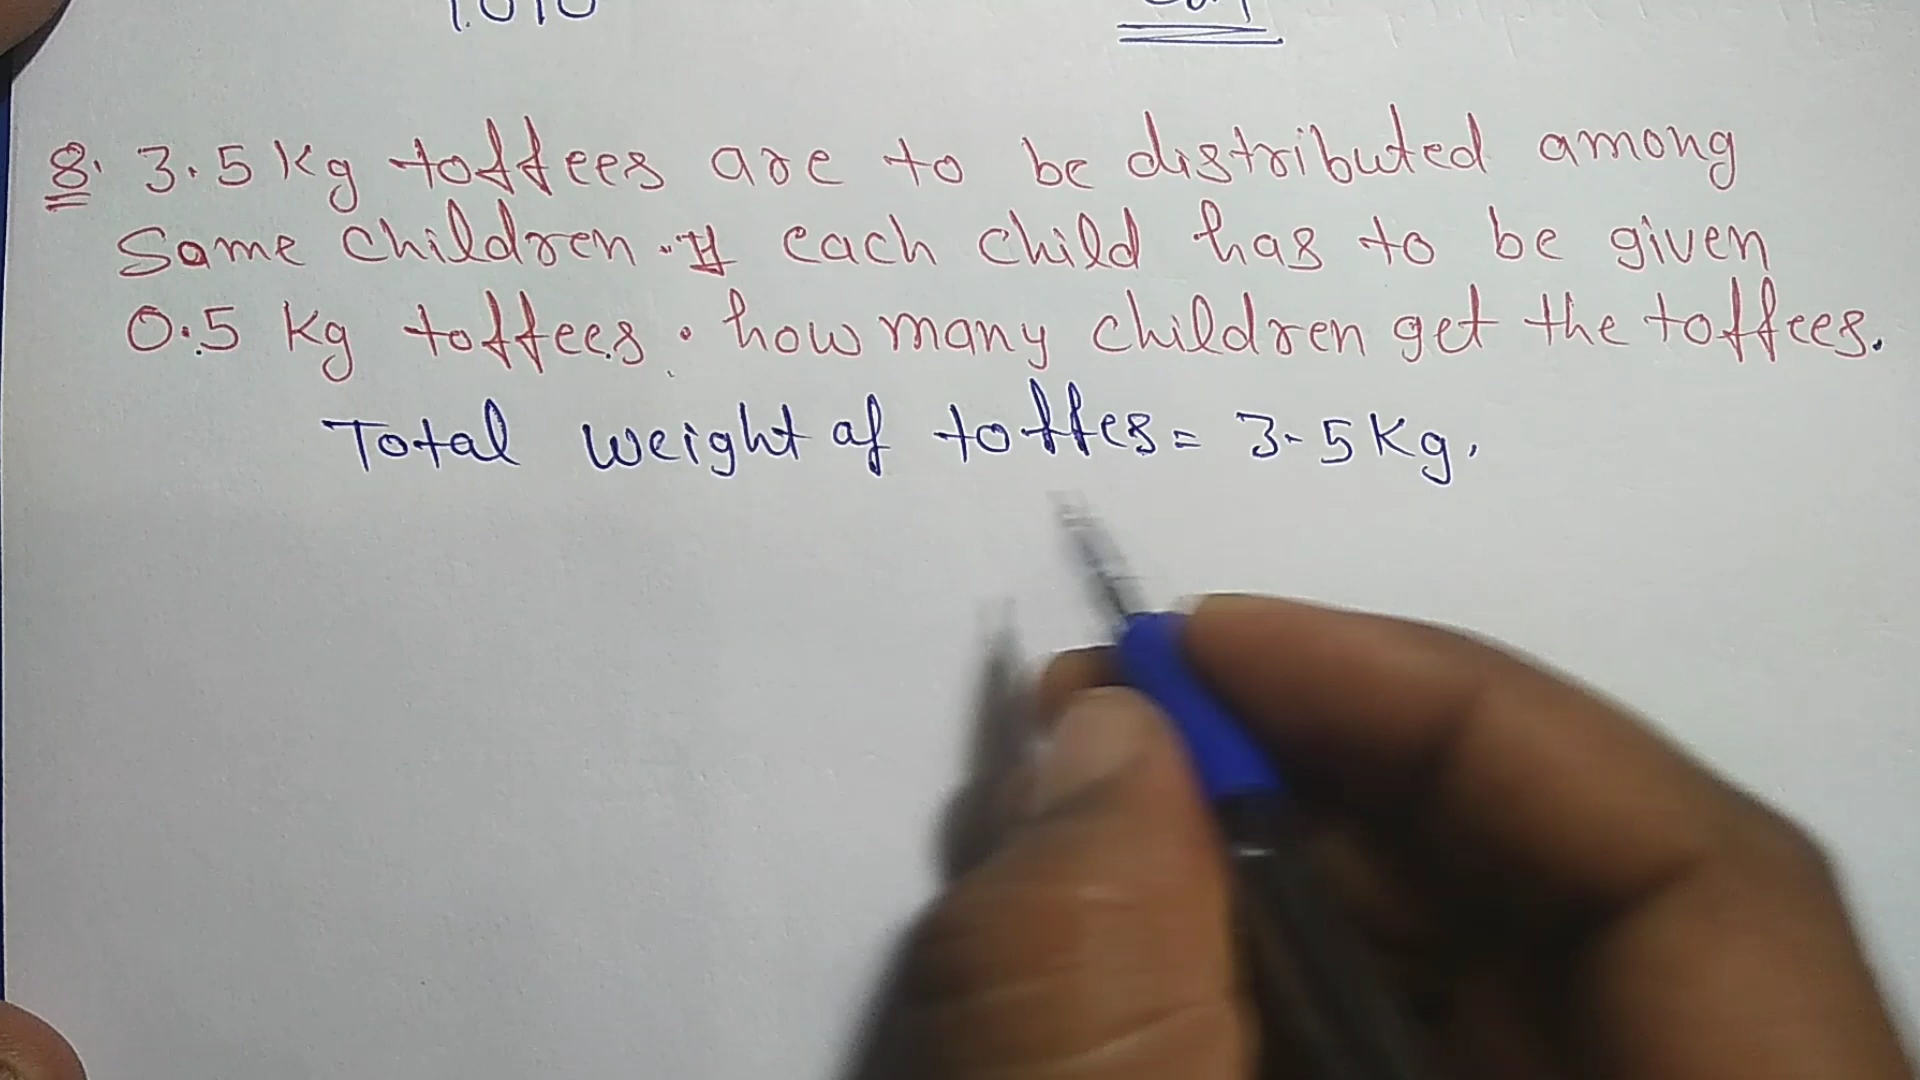 8. 3.5 kg toffees are to be distributed among
Some Children. If each child has to be given
0.5 kg toffees. how many children get the toffees.
Total weight of toffes = 3.5 Kg.